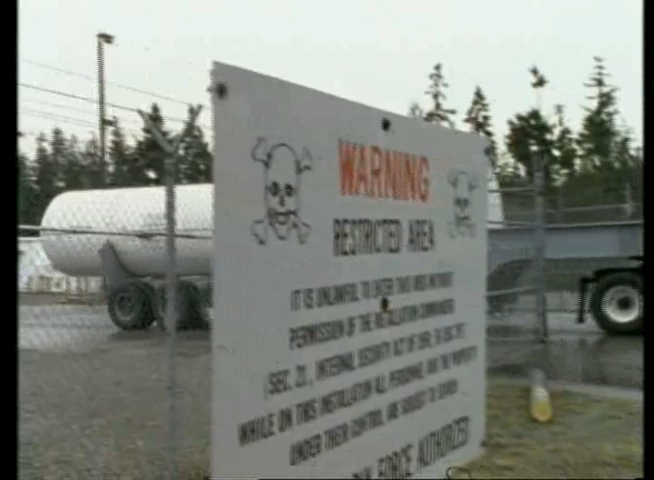 WARNING
RESTRICTED AREA
IT IS UNLAWFUL TO ENTER THIS AREA WITHOUT
PERMISSION OF THE INSTALLATION COMMANDER
(SEC. 21, INTERNAL SECURITY ACT OF 1950; 50 USC 797)
WHILE ON THIS INSTALLATION ALL PERSONNEL AND THE PROPERTY
UNDER THEIR CONTROL ARE SUBJECT TO SEARCH
FORCE AUTHORIZED